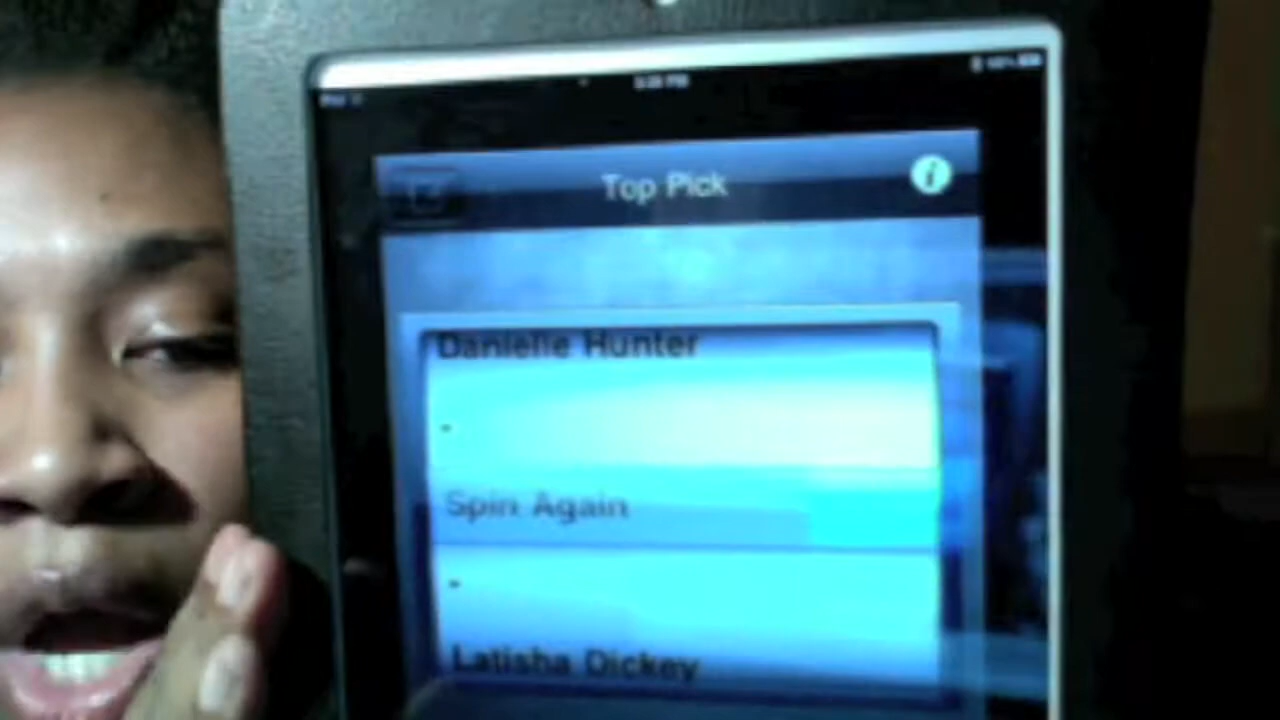 Top Pick
i
Danielle Hunter
-
Spin Again
-
Latisha Dickey